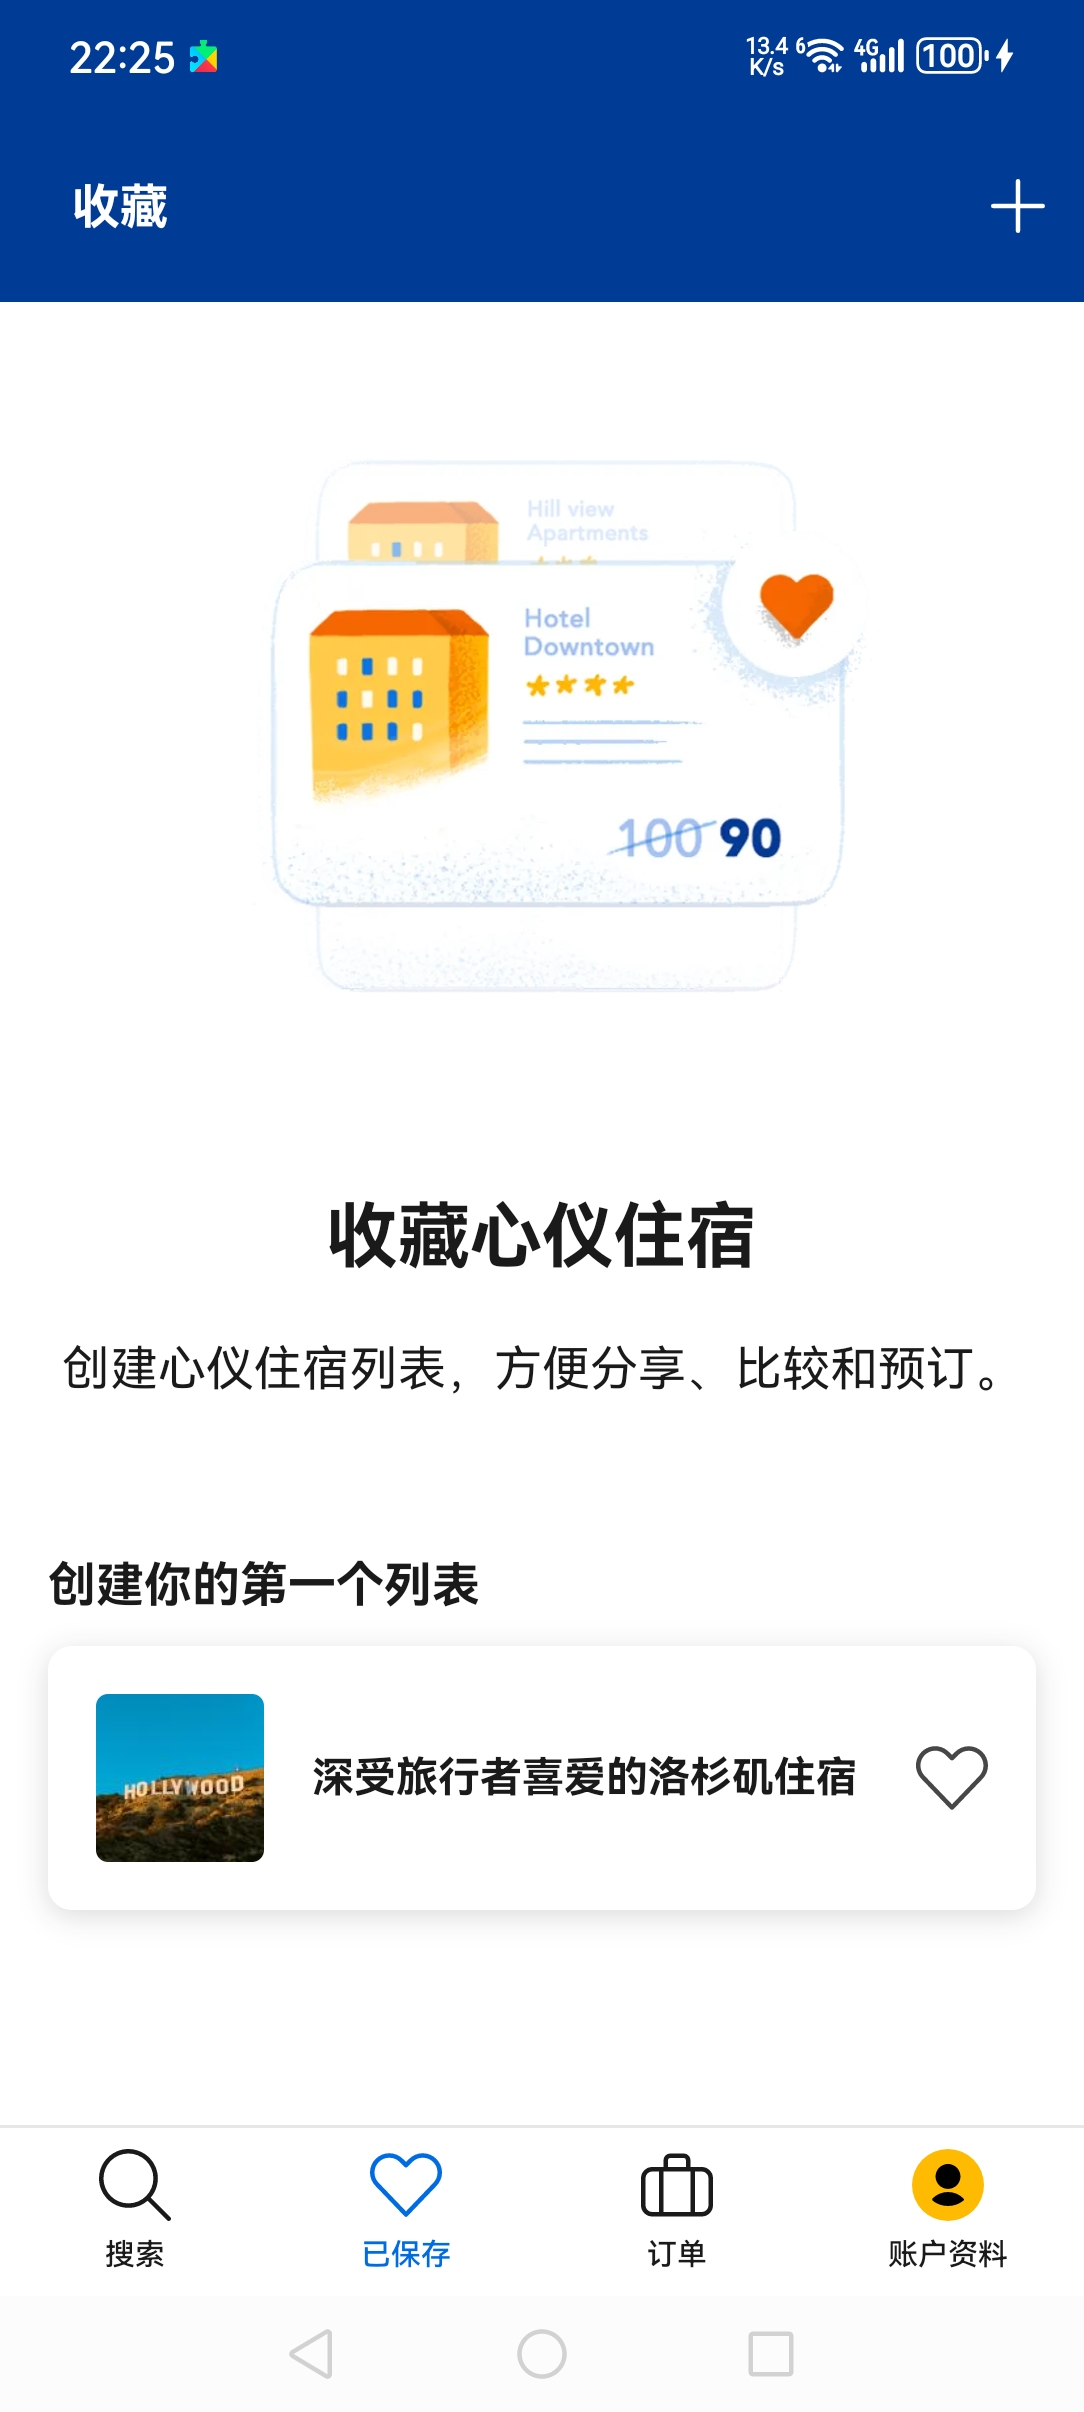 22:25
13.4 K/s 6 4G 100
收藏
Hill view
Apartments
Hotel
Downtown
100 90
收藏心仪住宿
创建心仪住宿列表，方便分享、比较和预订。
创建你的第一个列表
HOLLYWOOD
深受旅行者喜爱的洛杉矶住宿
搜索
已保存
订单
账户资料